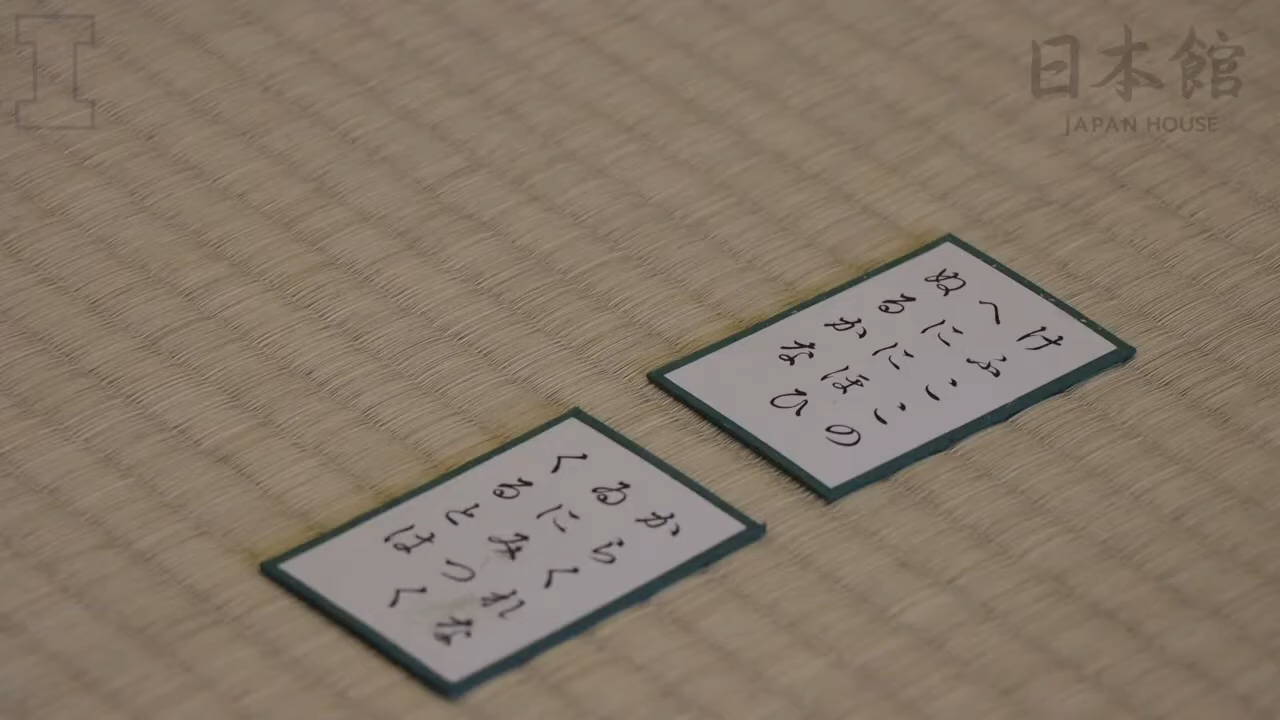 I
日本館
JAPAN HOUSE
けふここの
へににほひ
ぬるかな
からくれな
ゐにみつく
くるとは